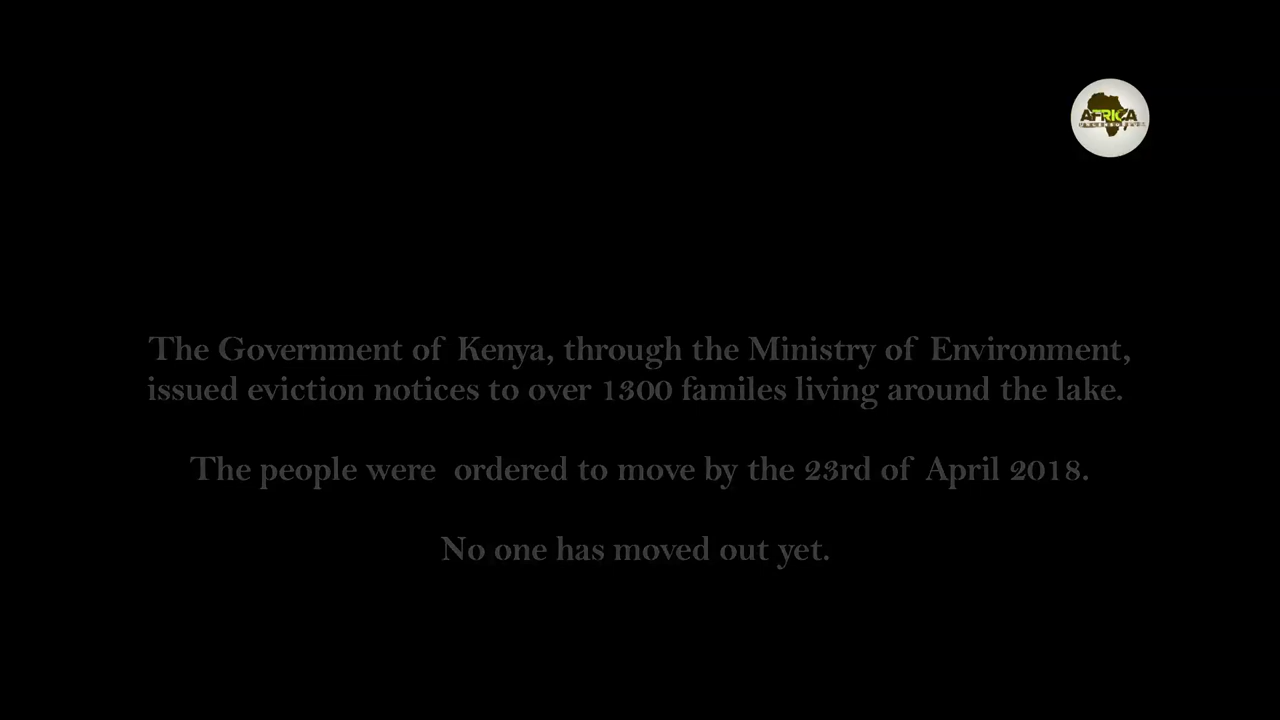 AFRICA
The Government of Kenya, through the Ministry of Environment,
issued eviction notices to over 1300 familes living around the lake.
The people were ordered to move by the 23rd of April 2018.
No one has moved out yet.